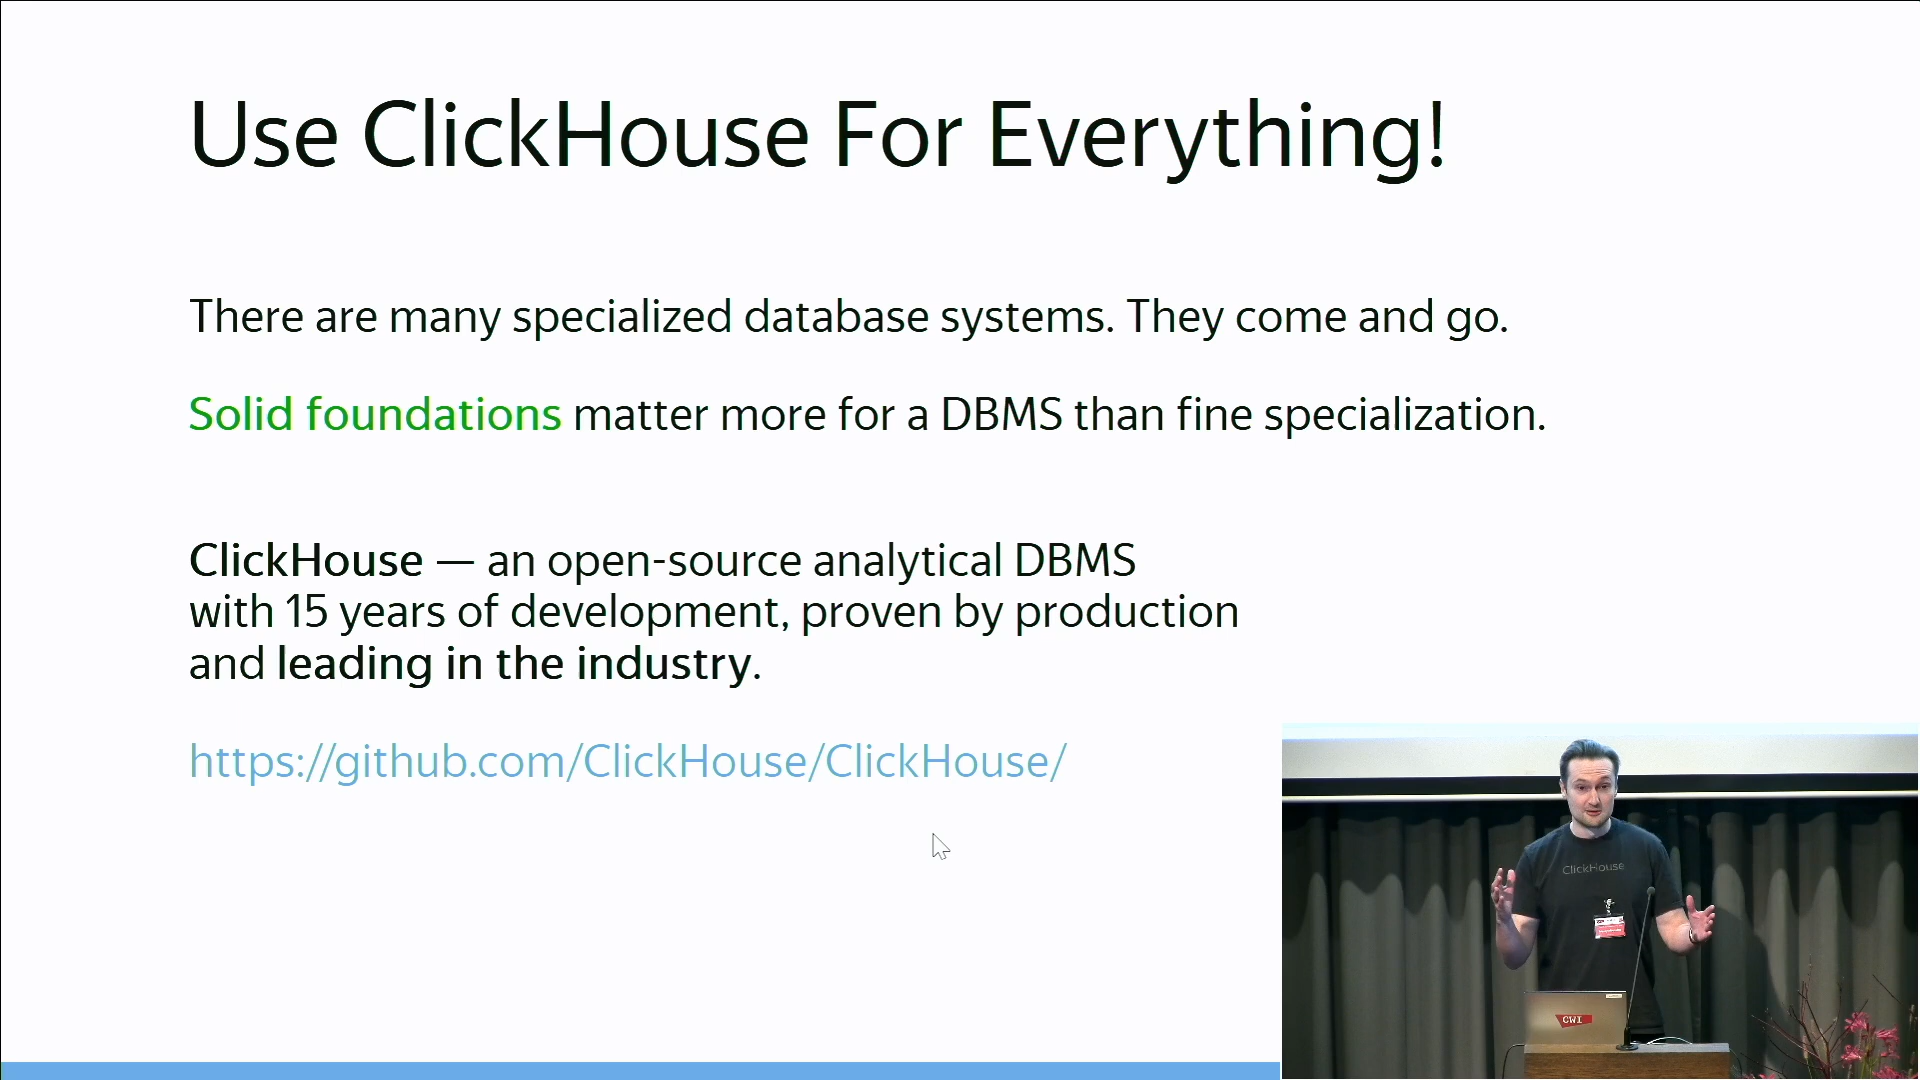 Use ClickHouse For Everything!
There are many specialized database systems. They come and go.
Solid foundations matter more for a DBMS than fine specialization.
ClickHouse — an open-source analytical DBMS
with 15 years of development, proven by production
and leading in the industry.
https://github.com/ClickHouse/ClickHouse/
ClickHouse
CWI